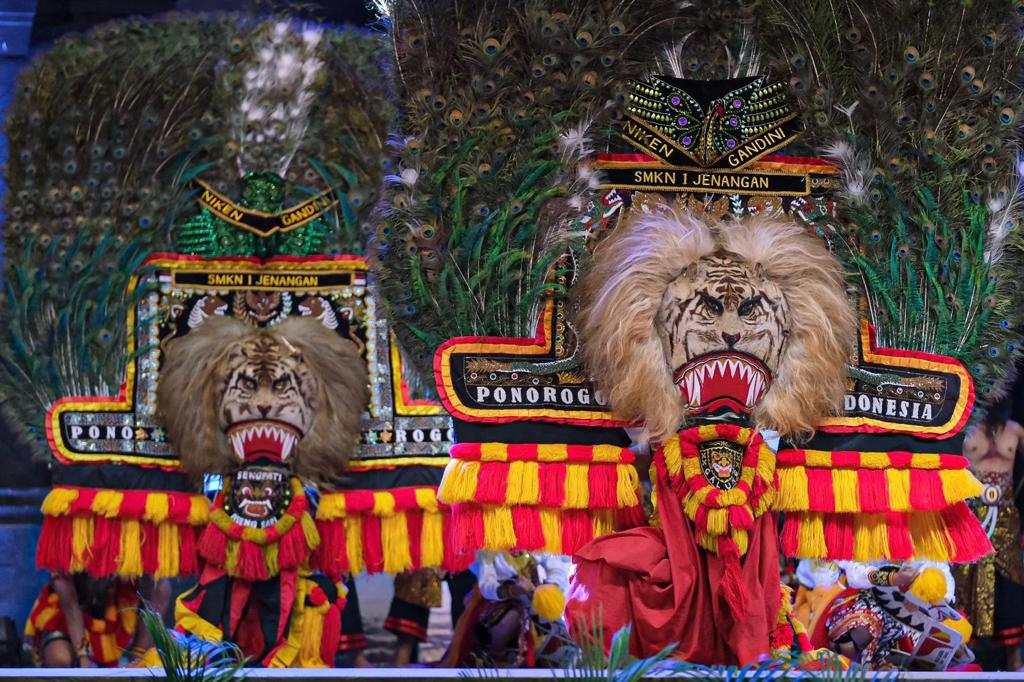 NIKEN GANDINI
SMKN 1 JENANGAN
PONO ROGO
SENOPATI
NIKEN GANDINI
SMKN 1 JENANGAN
PONOROGO
DONESIA